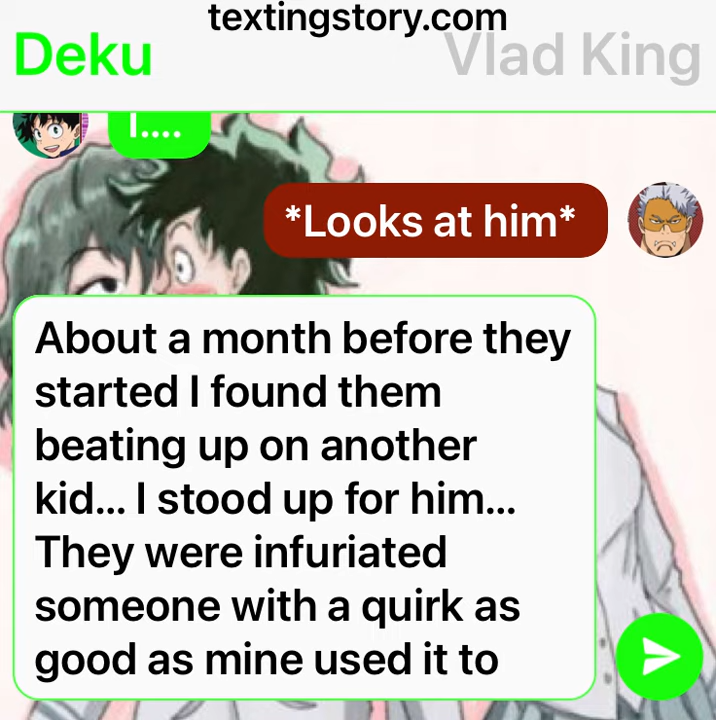 textingstory.com
Deku
Vlad King
I....
*Looks at him*
About a month before they
started I found them
beating up on another
kid... I stood up for him...
They were infuriated
someone with a quirk as
good as mine used it to